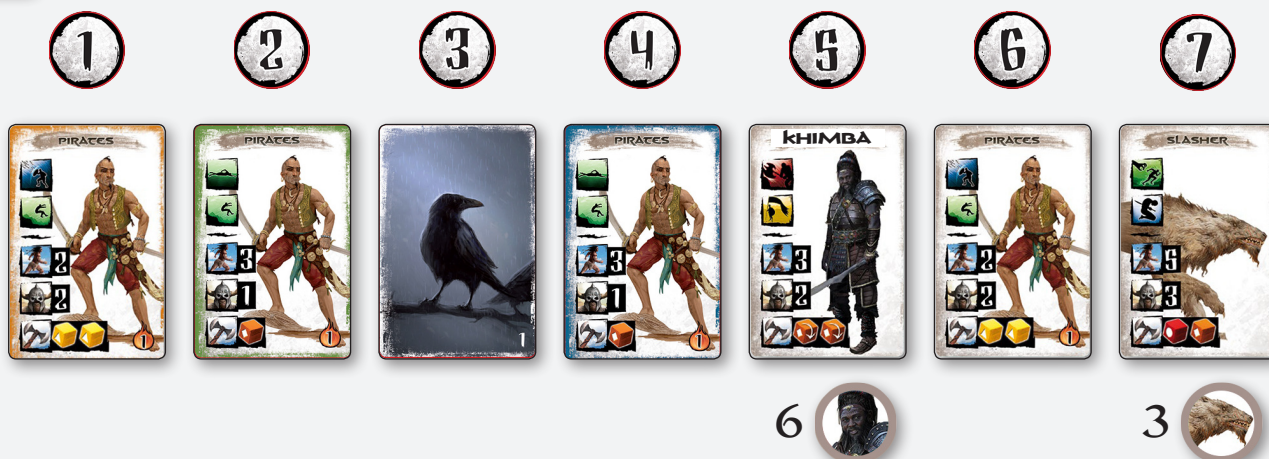 1 2 3 4 5 6 7
PIRATES PIRATES PIRATES KHIMBA PIRATES SLASHER
2 3 3 3 2 5
2 1 1 2 2 3
1 1 1 1 1
6 3